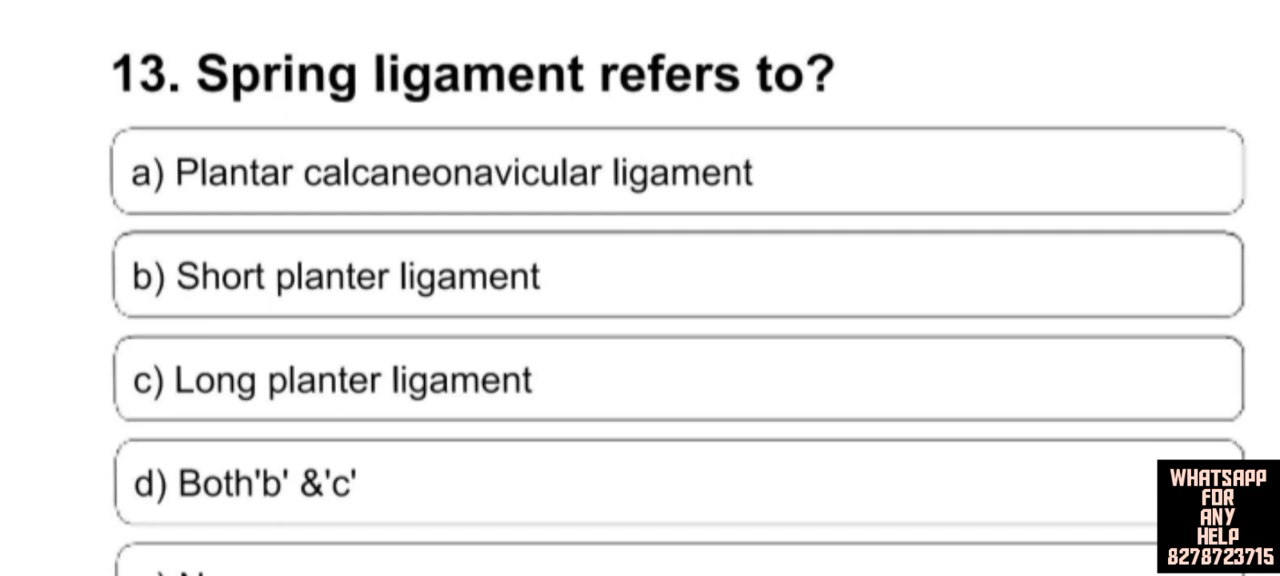 13. Spring ligament refers to?
a) Plantar calcaneonavicular ligament
b) Short planter ligament
c) Long planter ligament
d) Both'b' &'c'
WHATSAPP
FOR
ANY
HELP
8278723715